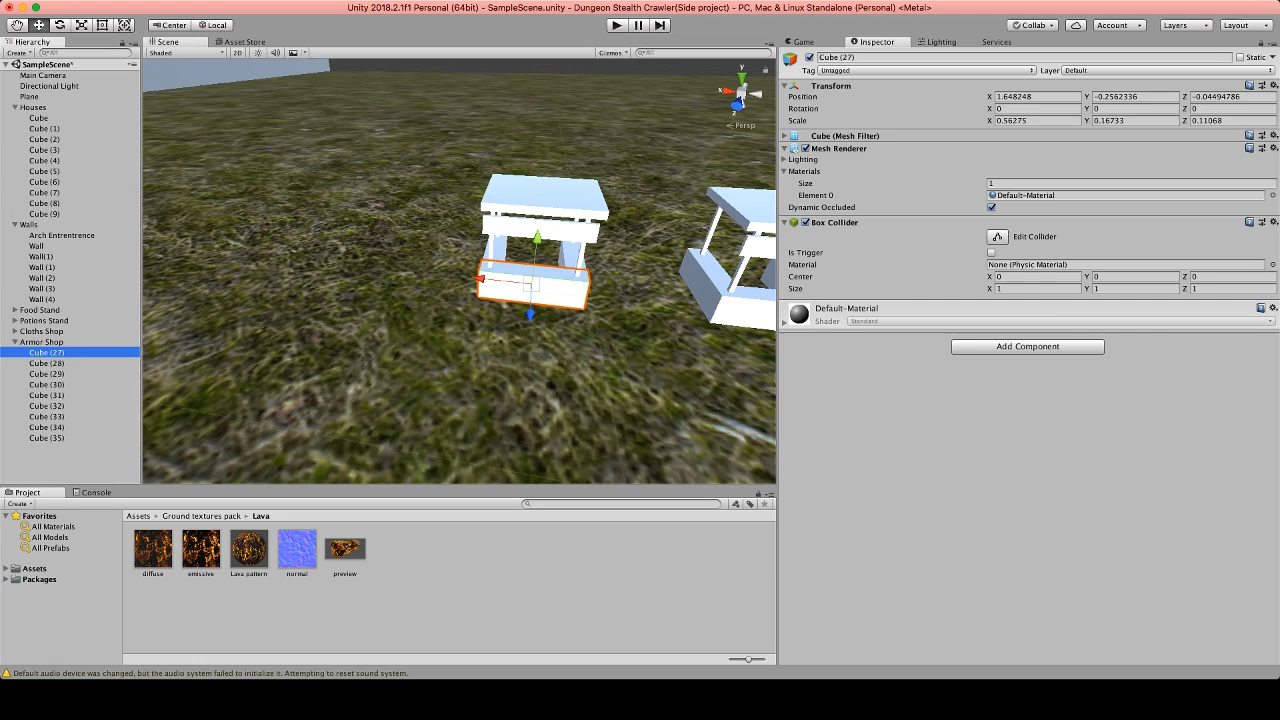 Unity 2018.2.1f1 Personal (64bit) - SampleScene.unity - Dungeon Stealth Crawler(Side project) - PC, Mac & Linux Standalone (Personal) <Metal>
Center Local Collab Account Layers Layout
Hierarchy
Create All
SampleScene*
Main Camera
Directional Light
Plane
Houses
Cube
Cube (1)
Cube (2)
Cube (3)
Cube (4)
Cube (5)
Cube (6)
Cube (7)
Cube (8)
Cube (9)
Walls
Arch Entrentrence
Wall
Wall(1)
Wall (1)
Wall (2)
Wall (3)
Wall (4)
Food Stand
Potions Stand
Cloths Shop
Armor Shop
Cube (27)
Cube (28)
Cube (29)
Cube (30)
Cube (31)
Cube (32)
Cube (33)
Cube (34)
Cube (35)
Scene Asset Store
Shaded 2D Gizmos All
y
x
z
Persp
Game Inspector Lighting Services
Cube (27) Static
Tag Untagged Layer Default
Transform
Position X 1.648248 Y -0.2562336 Z -0.04494786
Rotation X 0 Y 0 Z 0
Scale X 0.56275 Y 0.16733 Z 0.11068
Cube (Mesh Filter)
Mesh Renderer
Lighting
Materials
Size 1
Element 0 Default-Material
Dynamic Occluded
Box Collider
Edit Collider
Is Trigger
Material None (Physic Material)
Center X 0 Y 0 Z 0
Size X 1 Y 1 Z 1
Default-Material
Shader Standard
Add Component
Project Console
Create
Favorites
All Materials
All Models
All Prefabs
Assets
Packages
Assets Ground textures pack Lava
diffuse emissive Lava pattern normal preview
Default audio device was changed, but the audio system failed to initialize it. Attempting to reset sound system.